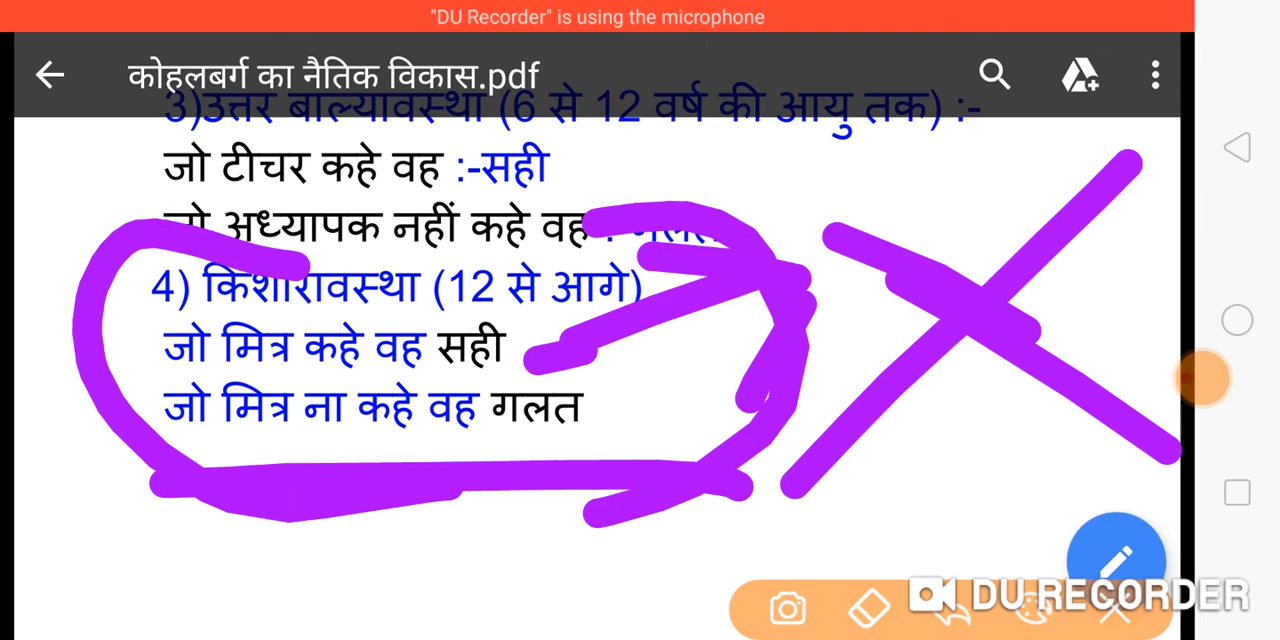 "DU Recorder" is using the microphone
कोहलबर्ग का नैतिक विकास.pdf
3)उत्तर बाल्यावस्था (6 से 12 वर्ष की आयु तक) :-
जो टीचर कहे वह :-सही
जो अध्यापक नहीं कहे वह : गलत
4) किशोरावस्था (12 से आगे)
जो मित्र कहे वह सही
जो मित्र ना कहे वह गलत
DU RECORDER